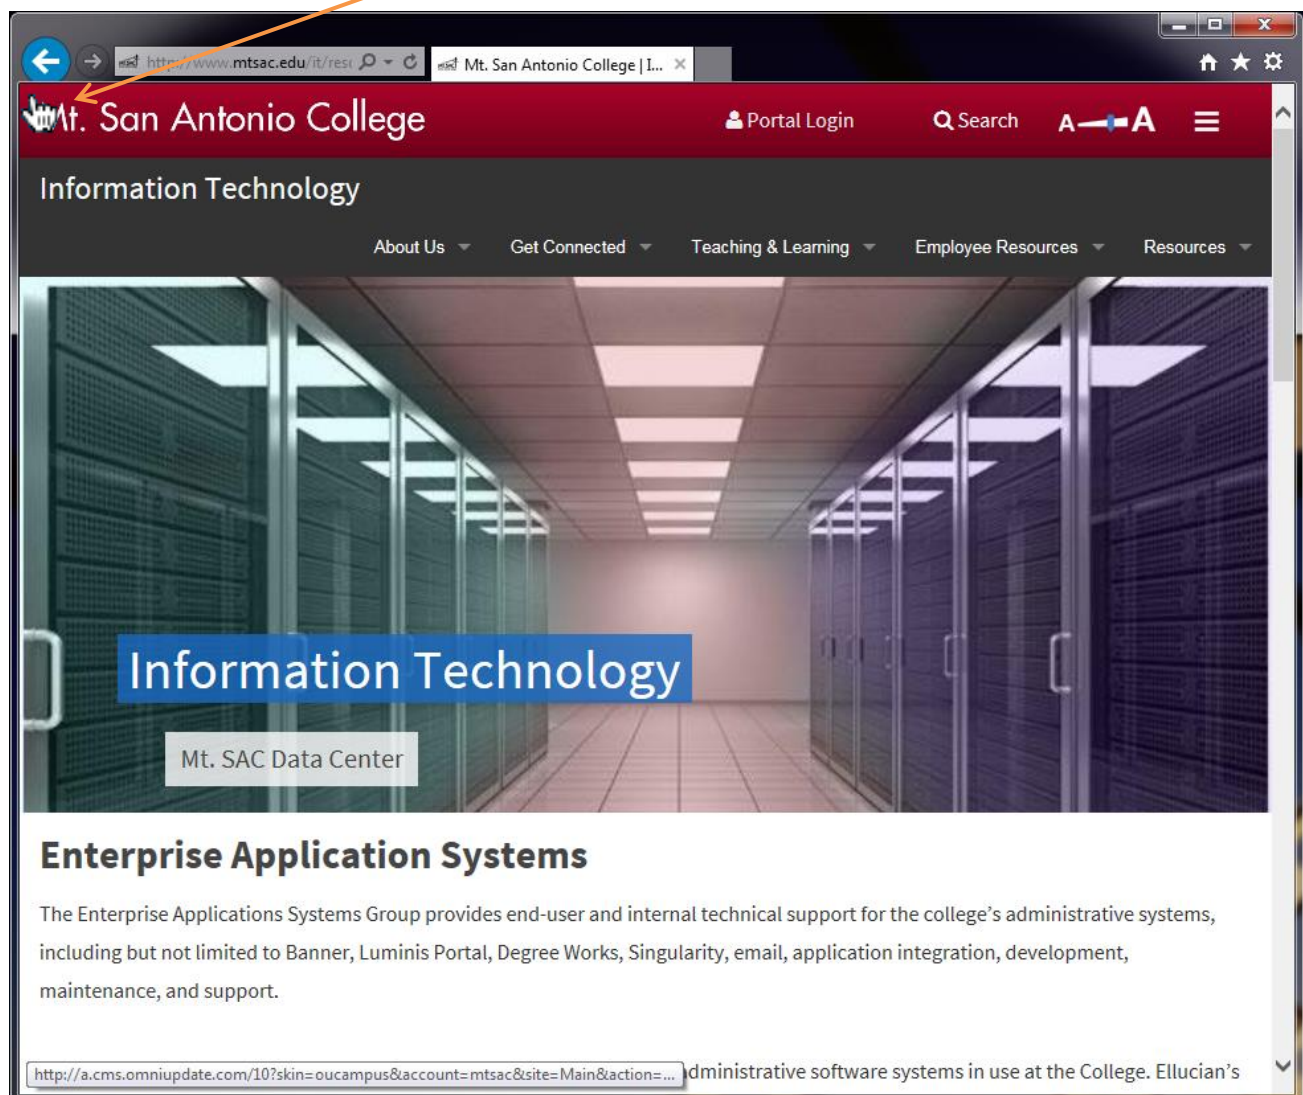 http://www.mtsac.edu/it/res
Mt. San Antonio College | I...
Mt. San Antonio College
Portal Login
Search
A A
Information Technology
About Us
Get Connected
Teaching & Learning
Employee Resources
Resources
Information Technology
Mt. SAC Data Center
Enterprise Application Systems
The Enterprise Applications Systems Group provides end-user and internal technical support for the college’s administrative systems,
including but not limited to Banner, Luminis Portal, Degree Works, Singularity, email, application integration, development,
maintenance, and support.
http://a.cms.omniupdate.com/10?skin=oucampus&account=mtsac&site=Main&action=...
dministrative software systems in use at the College. Ellucian’s